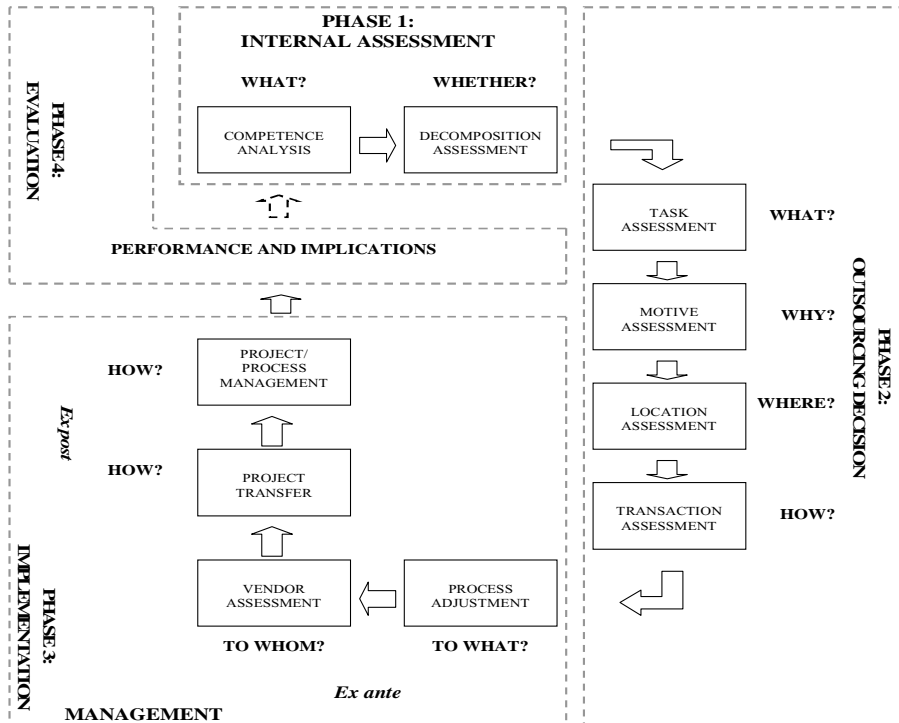 PHASE 1:
INTERNAL ASSESSMENT
WHAT?
WHETHER?
COMPETENCE
ANALYSIS
DECOMPOSITION
ASSESSMENT
PHASE 4:
EVALUATION
PERFORMANCE AND IMPLICATIONS
TASK
ASSESSMENT
WHAT?
MOTIVE
ASSESSMENT
WHY?
LOCATION
ASSESSMENT
WHERE?
TRANSACTION
ASSESSMENT
HOW?
PHASE 2:
OUTSOURCING DECISION
HOW?
PROJECT/
PROCESS
MANAGEMENT
Ex post
HOW?
PROJECT
TRANSFER
VENDOR
ASSESSMENT
PROCESS
ADJUSTMENT
TO WHOM?
TO WHAT?
PHASE 3:
IMPLEMENTATION
Ex ante
MANAGEMENT